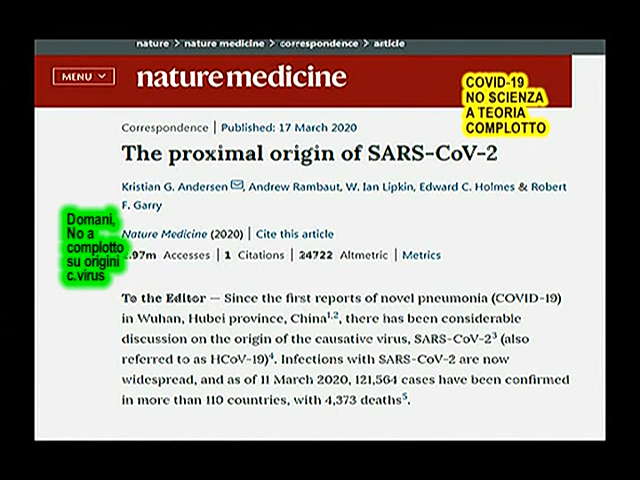 nature > nature medicine > correspondence > article
MENU
nature medicine
COVID-19
NO SCIENZA
A TEORIA
COMPLOTTO
Correspondence | Published: 17 March 2020
The proximal origin of SARS-CoV-2
Kristian G. Andersen, Andrew Rambaut, W. Ian Lipkin, Edward C. Holmes & Robert
F. Garry
Domani,
No a
complotto
su origini
c.virus
Nature Medicine (2020) | Cite this article
.97m Accesses | 1 Citations | 24722 Altmetric | Metrics
To the Editor — Since the first reports of novel pneumonia (COVID-19)
in Wuhan, Hubei province, China1,2, there has been considerable
discussion on the origin of the causative virus, SARS-CoV-23 (also
referred to as HCoV-19)4. Infections with SARS-CoV-2 are now
widespread, and as of 11 March 2020, 121,564 cases have been confirmed
in more than 110 countries, with 4,373 deaths5.